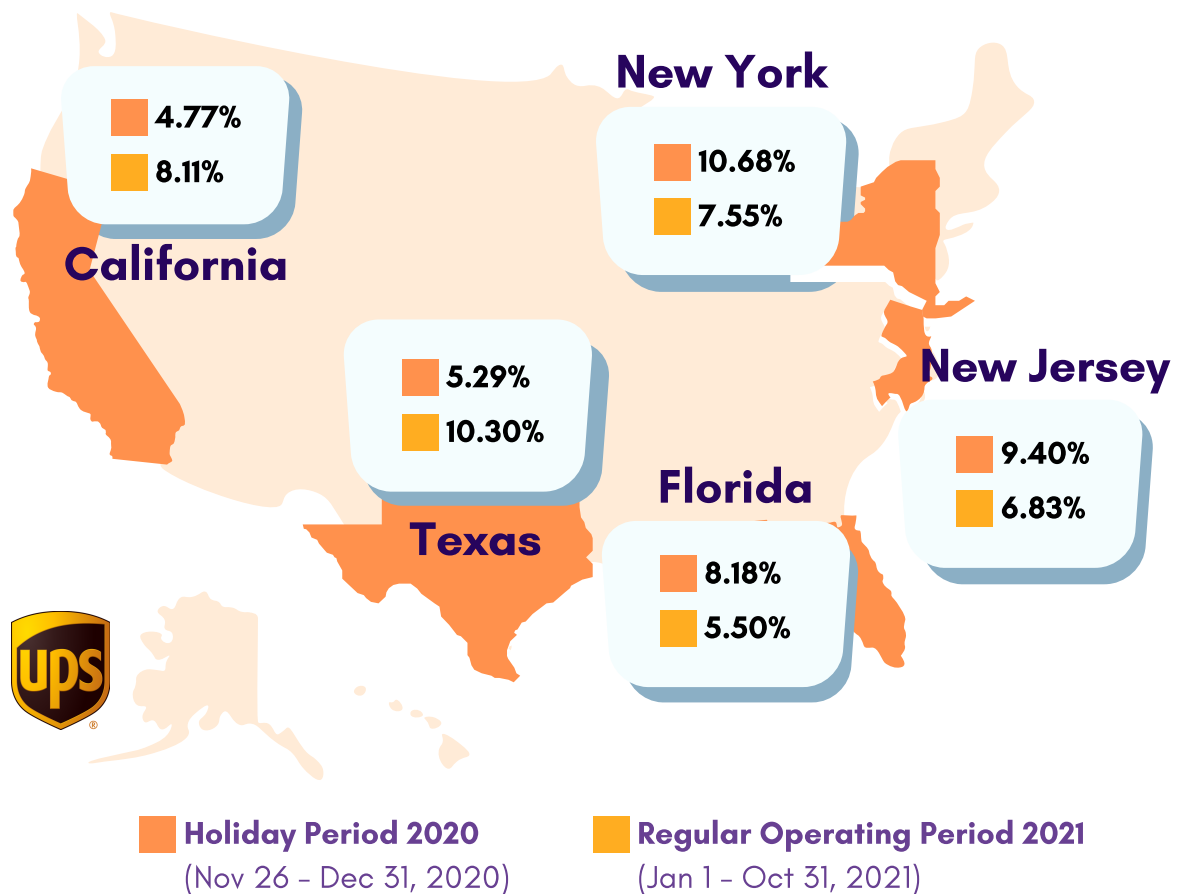 New York
4.77%
8.11%
California
10.68%
7.55%
5.29%
10.30%
Texas
New Jersey
9.40%
6.83%
Florida
8.18%
5.50%
ups
®
Holiday Period 2020
(Nov 26 – Dec 31, 2020)
Regular Operating Period 2021
(Jan 1 – Oct 31, 2021)